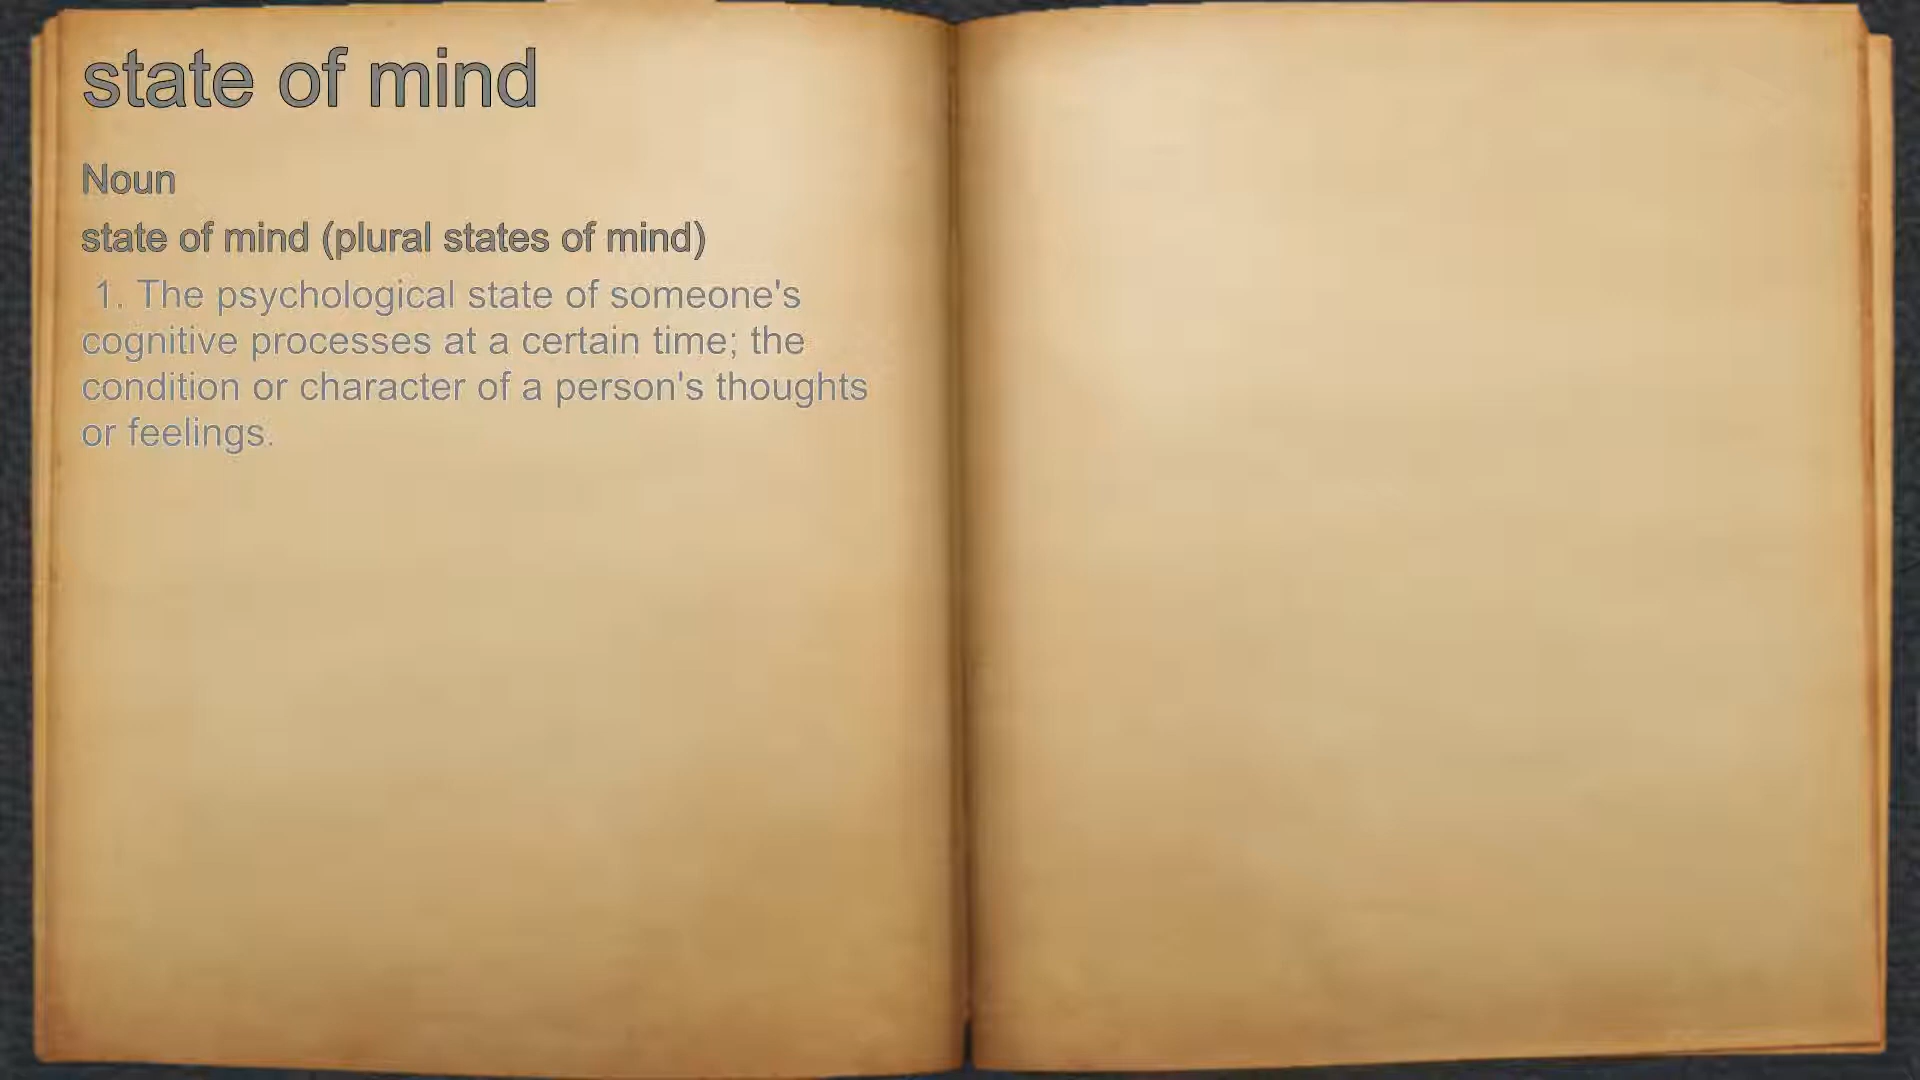 state of mind
Noun
state of mind (plural states of mind)
1. The psychological state of someone's
cognitive processes at a certain time; the
condition or character of a person's thoughts
or feelings.